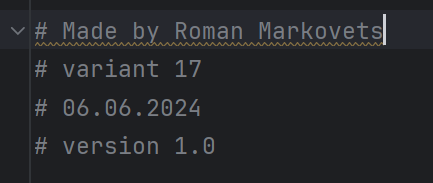 # Made by Roman Markovets
# variant 17
# 06.06.2024
# version 1.0